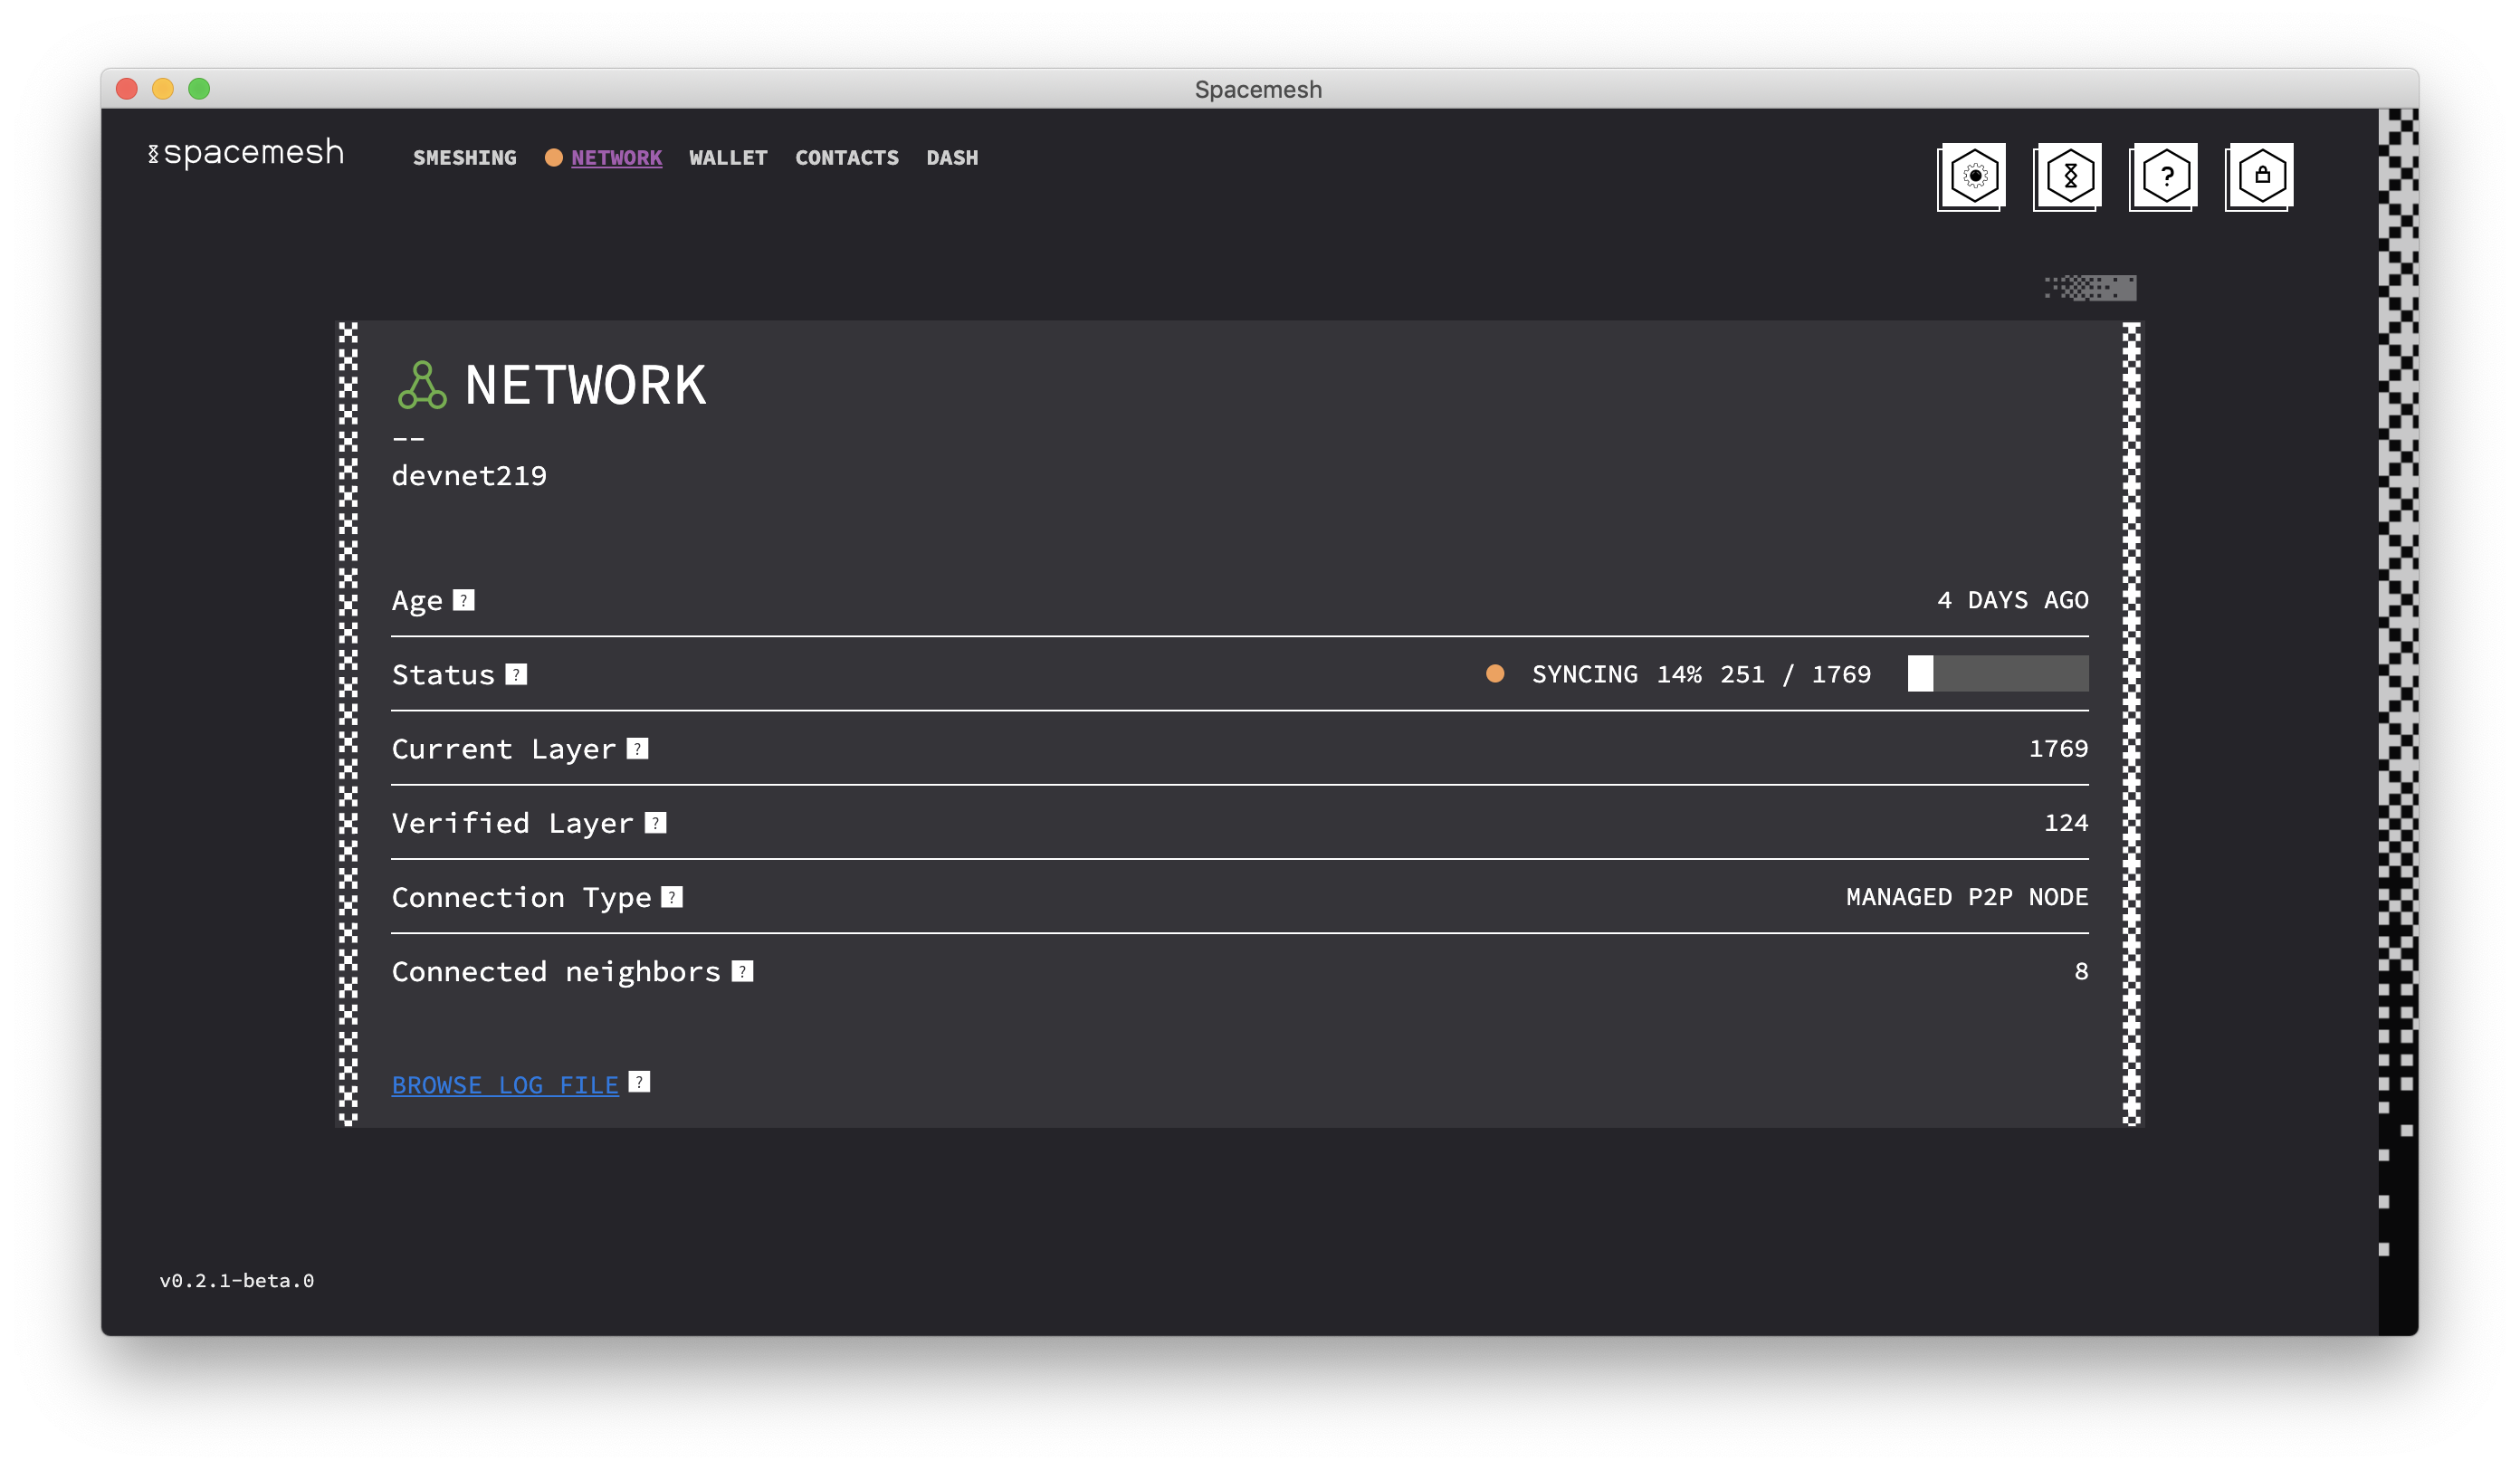 Spacemesh
spacemesh
SMESHING NETWORK WALLET CONTACTS DASH
?
NETWORK
--
devnet219
Age ? 4 DAYS AGO
Status ? SYNCING 14% 251 / 1769
Current Layer ? 1769
Verified Layer ? 124
Connection Type ? MANAGED P2P NODE
Connected neighbors ? 8
BROWSE LOG FILE ?
v0.2.1-beta.0